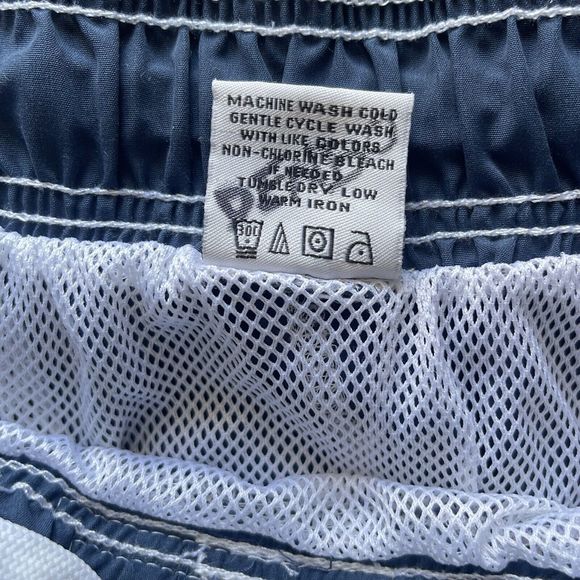 MACHINE WASH COLD
GENTLE CYCLE WASH
WITH LIKE COLORS
NON-CHLORINE BLEACH
IF NEEDED
TUMBLE DRY LOW
WARM IRON
30C